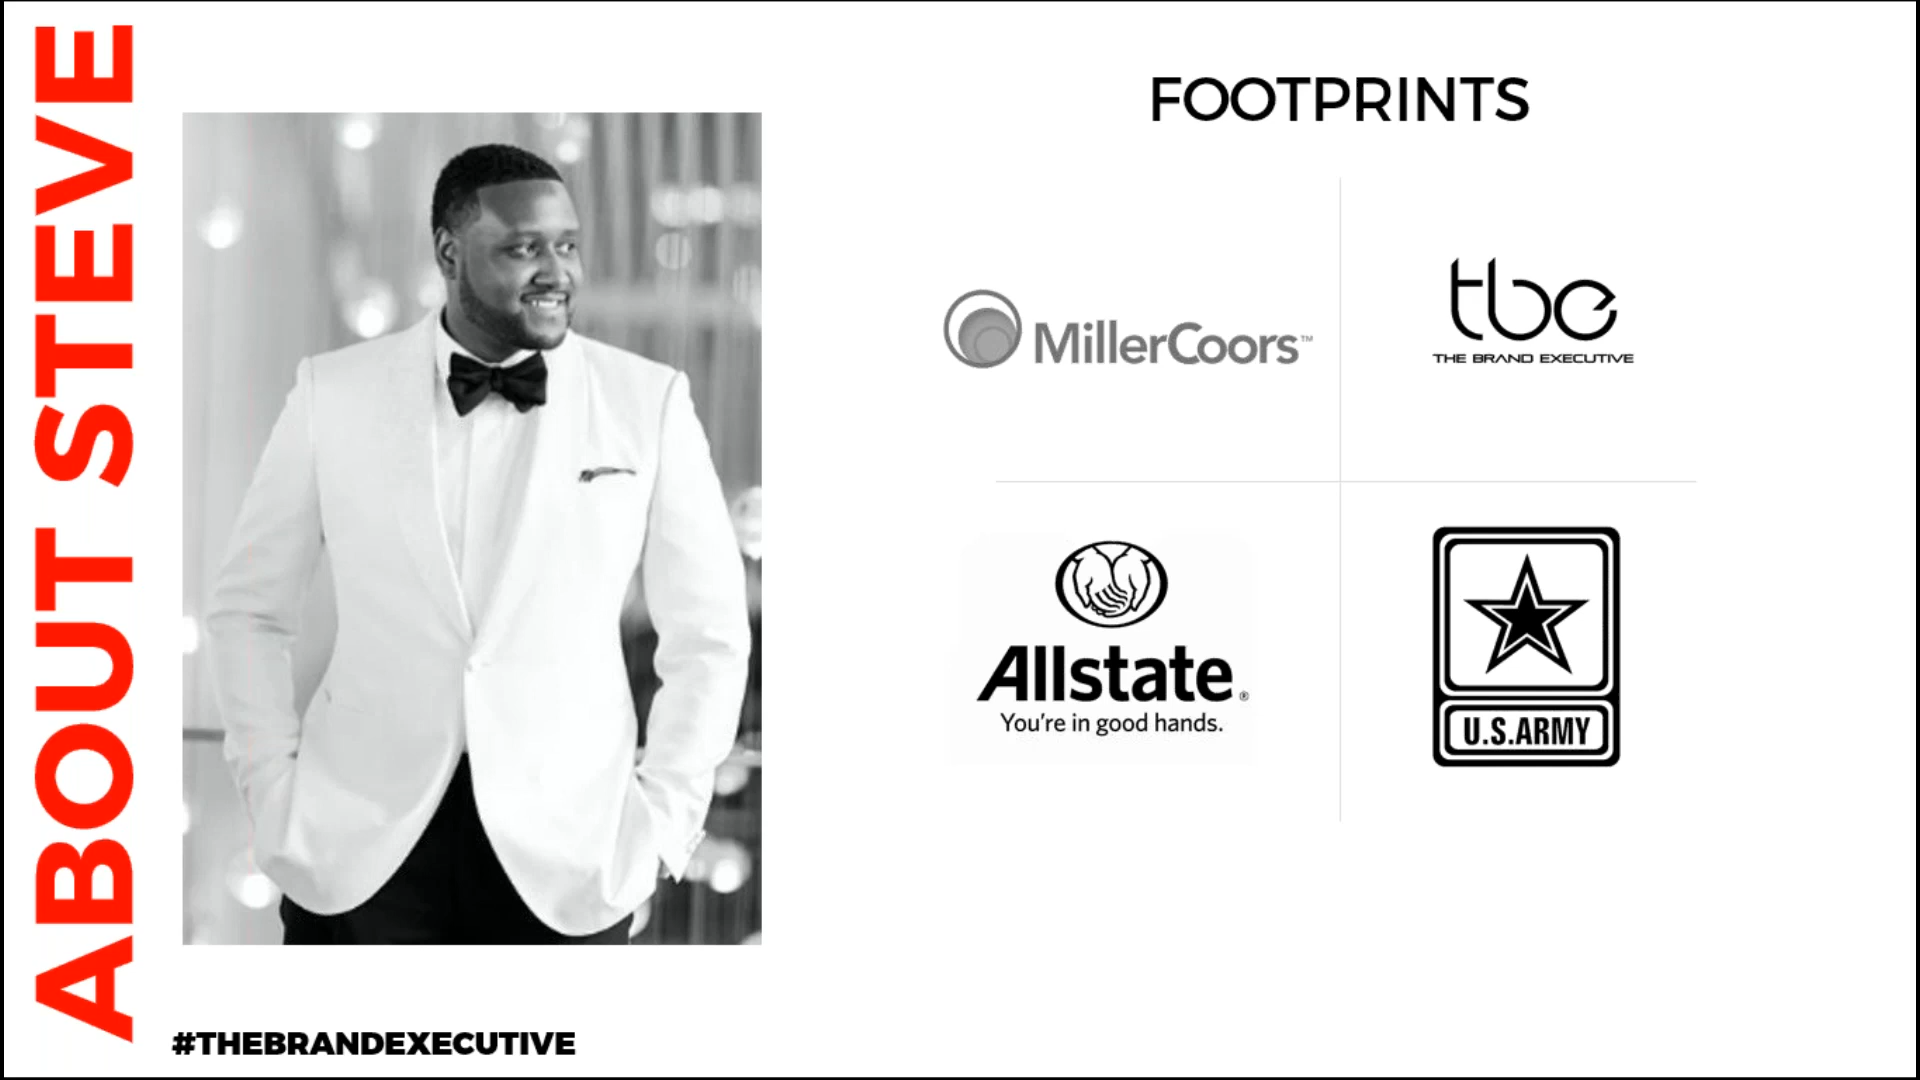 ABOUT STEVE
FOOTPRINTS
MillerCoors™
tbe
THE BRAND EXECUTIVE
Allstate®
You're in good hands.
U.S.ARMY
#THEBRANDEXECUTIVE